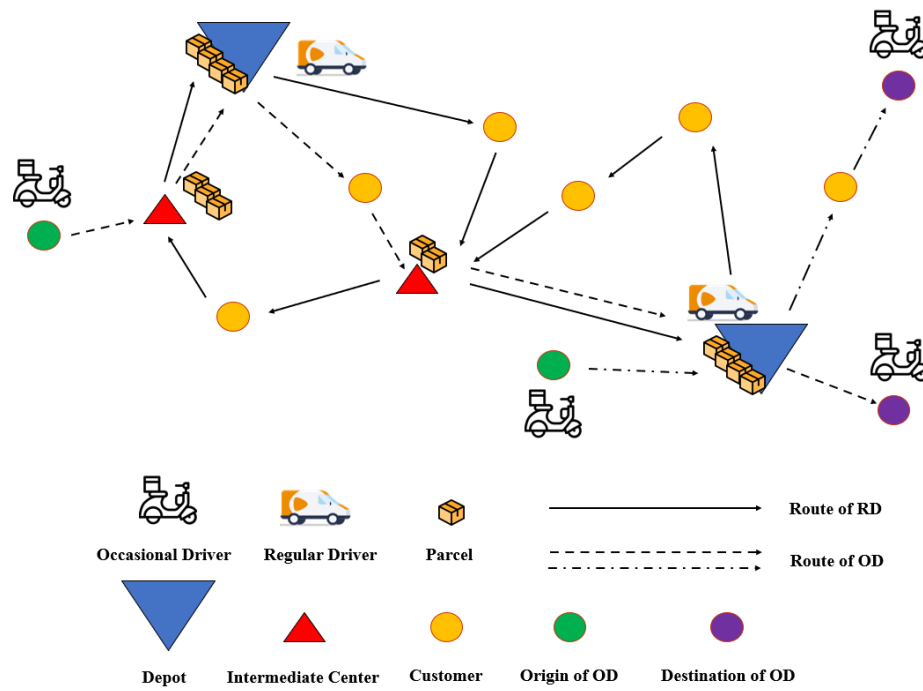 Route of RD
Occasional Driver
Regular Driver
Parcel
Route of OD
Depot
Intermediate Center
Customer
Origin of OD
Destination of OD